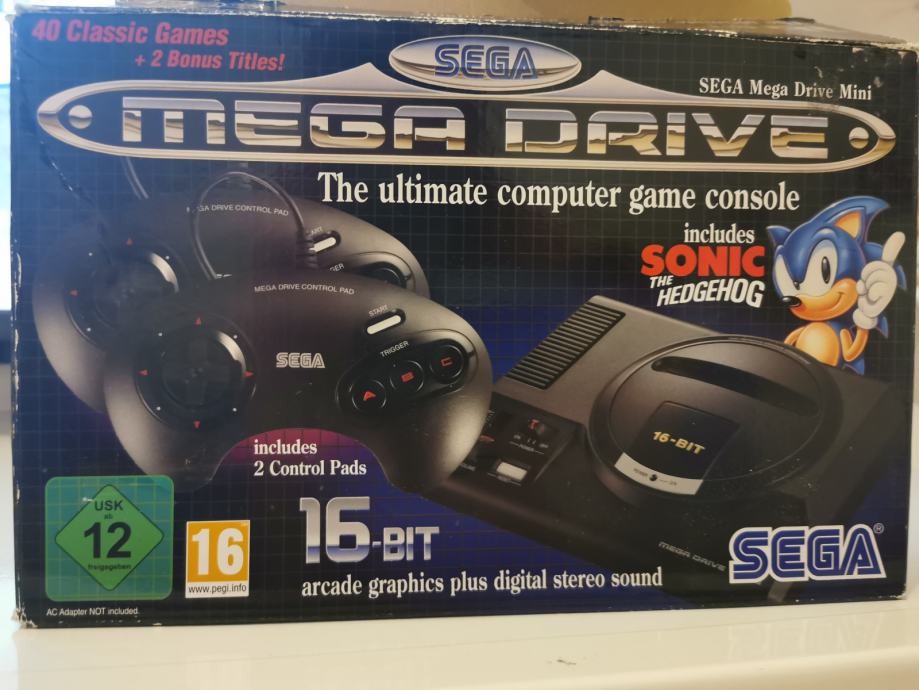 40 Classic Games
+ 2 Bonus Titles!
SEGA
SEGA Mega Drive Mini
MEGA DRIVE
The ultimate computer game console
includes
SONIC
THE
HEDGEHOG
DRIVE CONTROL PAD
MEGA DRIVE CONTROL PAD
START
SEGA
TRIGGER
A B C
16-BIT
POWER
includes
2 Control Pads
16-BIT
arcade graphics plus digital stereo sound
MEGA DRIVE
SEGA®
USK
ab
12
freigegeben
16
www.pegi.info
AC Adapter NOT included.